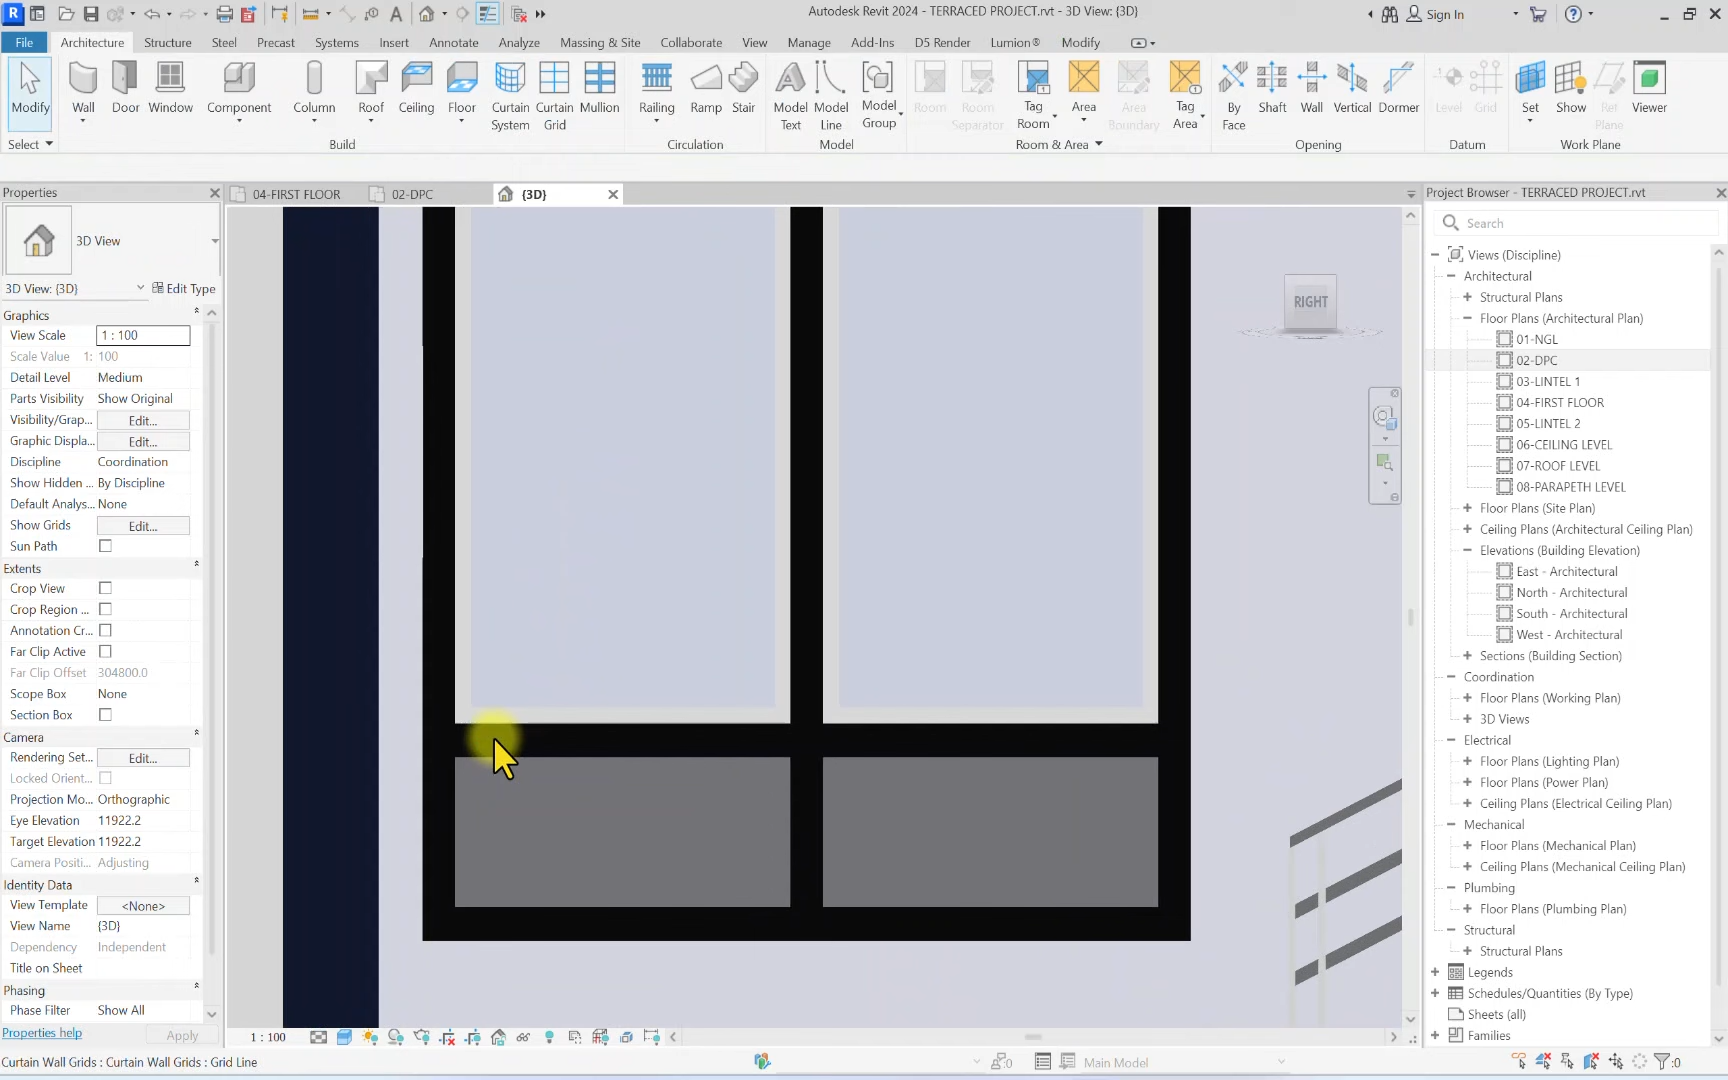 Autodesk Revit 2024 - TERRACED PROJECT.rvt - 3D View: {3D}
Sign In
File Architecture Structure Steel Precast Systems Insert Annotate Analyze Massing & Site Collaborate View Manage Add-Ins D5 Render Lumion® Modify
Modify Wall Door Window Component Column Roof Ceiling Floor Curtain System Curtain Grid Mullion Railing Ramp Stair Model Text Model Line Model Group Room Room Separator Tag Room Area Area Boundary Tag Area By Face Shaft Wall Vertical Dormer Level Grid Set Show Ref Plane Viewer
Select Build Circulation Model Room & Area Opening Datum Work Plane
Properties
04-FIRST FLOOR 02-DPC {3D}
Project Browser - TERRACED PROJECT.rvt
3D View
3D View: {3D} Edit Type
Graphics
View Scale 1 : 100
Scale Value 1: 100
Detail Level Medium
Parts Visibility Show Original
Visibility/Grap... Edit...
Graphic Displa... Edit...
Discipline Coordination
Show Hidden ... By Discipline
Default Analys... None
Show Grids Edit...
Sun Path
Extents
Crop View
Crop Region ...
Annotation Cr...
Far Clip Active
Far Clip Offset 304800.0
Scope Box None
Section Box
Camera
Rendering Set... Edit...
Locked Orient...
Projection Mo... Orthographic
Eye Elevation 11922.2
Target Elevation 11922.2
Camera Positi... Adjusting
Identity Data
View Template <None>
View Name {3D}
Dependency Independent
Title on Sheet
Phasing
Phase Filter Show All
Properties help Apply
RIGHT
Search
Views (Discipline)
Architectural
Structural Plans
Floor Plans (Architectural Plan)
01-NGL
02-DPC
03-LINTEL 1
04-FIRST FLOOR
05-LINTEL 2
06-CEILING LEVEL
07-ROOF LEVEL
08-PARAPETH LEVEL
Floor Plans (Site Plan)
Ceiling Plans (Architectural Ceiling Plan)
Elevations (Building Elevation)
East - Architectural
North - Architectural
South - Architectural
West - Architectural
Sections (Building Section)
Coordination
Floor Plans (Working Plan)
3D Views
Electrical
Floor Plans (Lighting Plan)
Floor Plans (Power Plan)
Ceiling Plans (Electrical Ceiling Plan)
Mechanical
Floor Plans (Mechanical Plan)
Ceiling Plans (Mechanical Ceiling Plan)
Plumbing
Floor Plans (Plumbing Plan)
Structural
Structural Plans
Legends
Schedules/Quantities (By Type)
Sheets (all)
Families
1 : 100
Curtain Wall Grids : Curtain Wall Grids : Grid Line
:0 Main Model :0